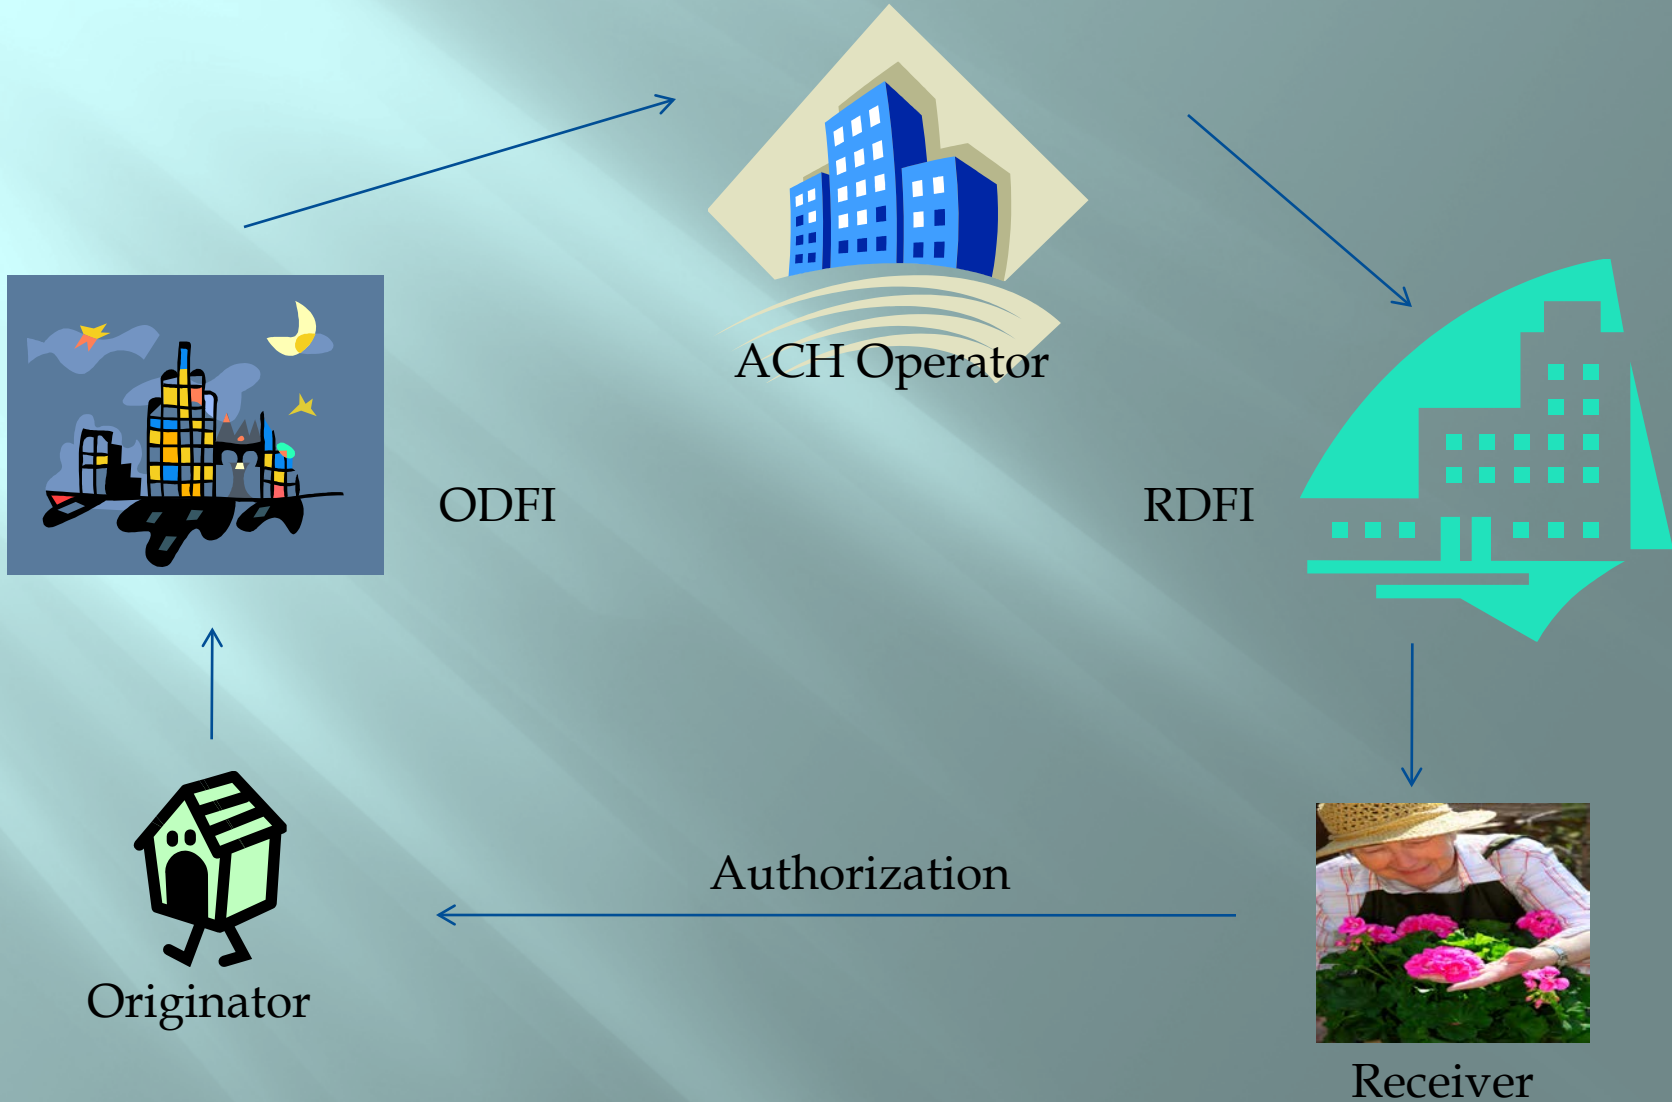 ACH Operator
ODFI
RDFI
Authorization
Originator
Receiver